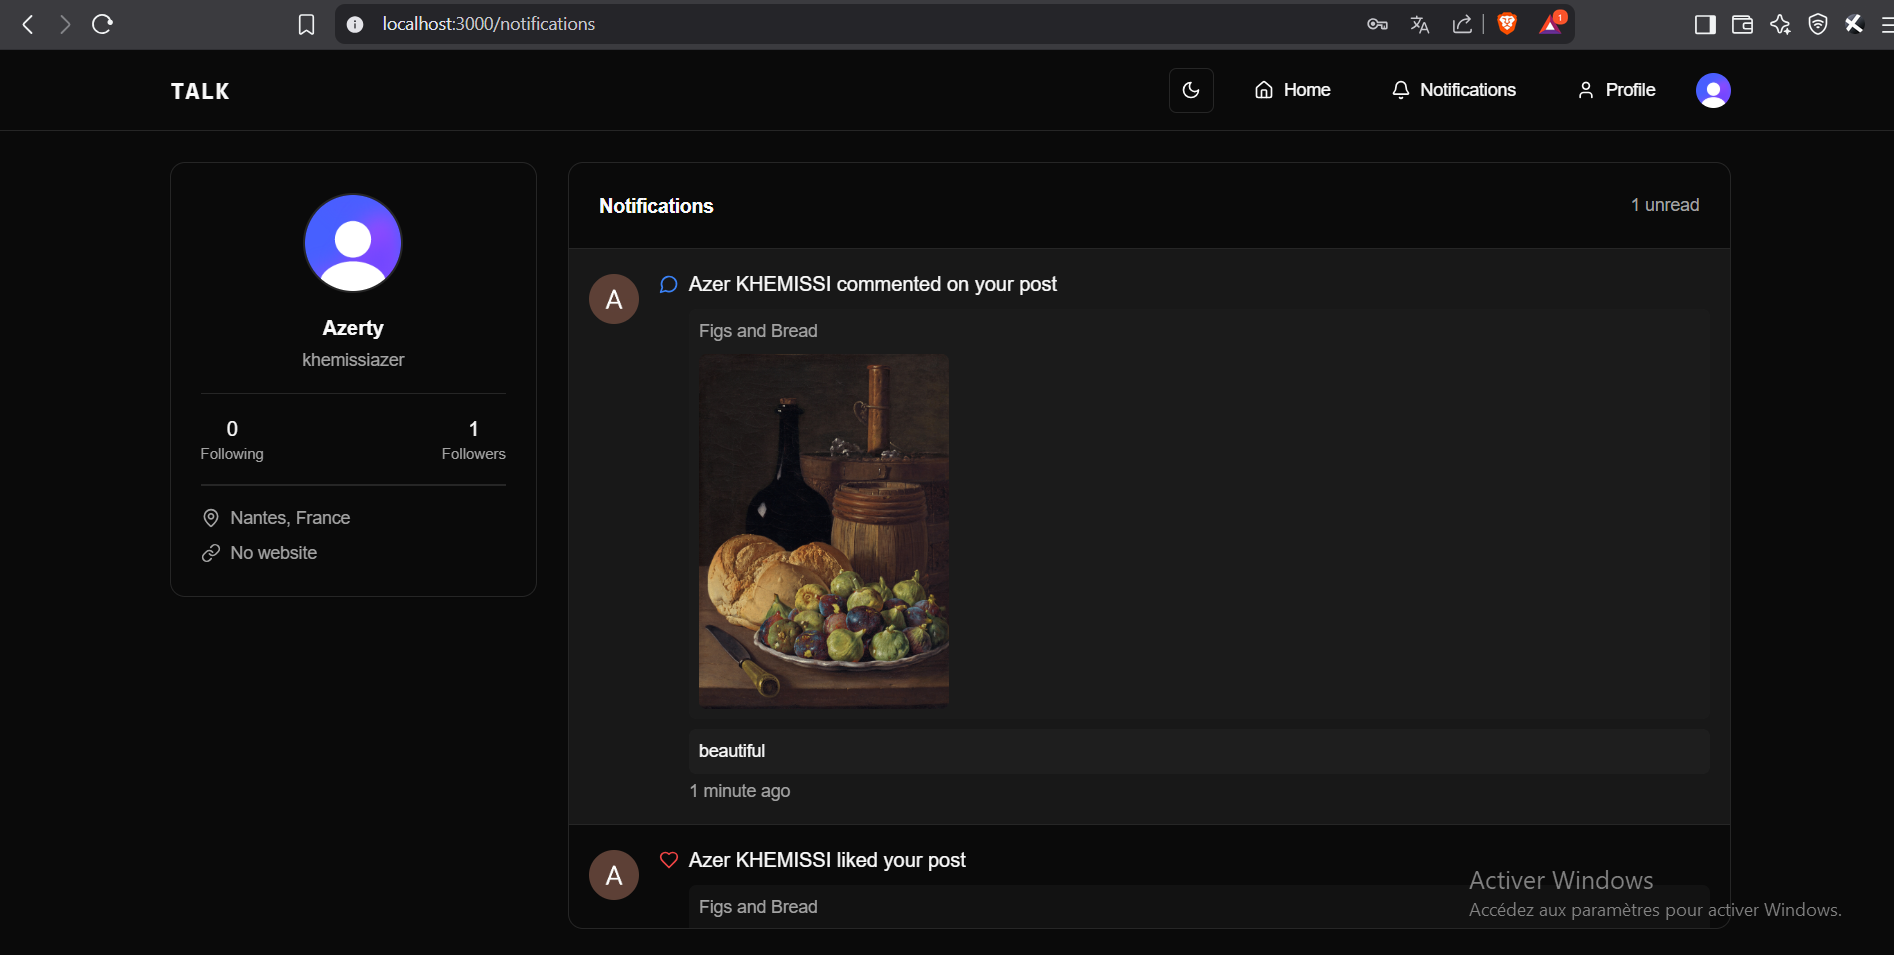 localhost:3000/notifications
1
TALK
Home
Notifications
Profile
Azerty
khemissiazer
0
Following
1
Followers
Nantes, France
No website
Notifications
1 unread
A
Azer KHEMISSI commented on your post
Figs and Bread
beautiful
1 minute ago
A
Azer KHEMISSI liked your post
Figs and Bread
Activer Windows
Accédez aux paramètres pour activer Windows.